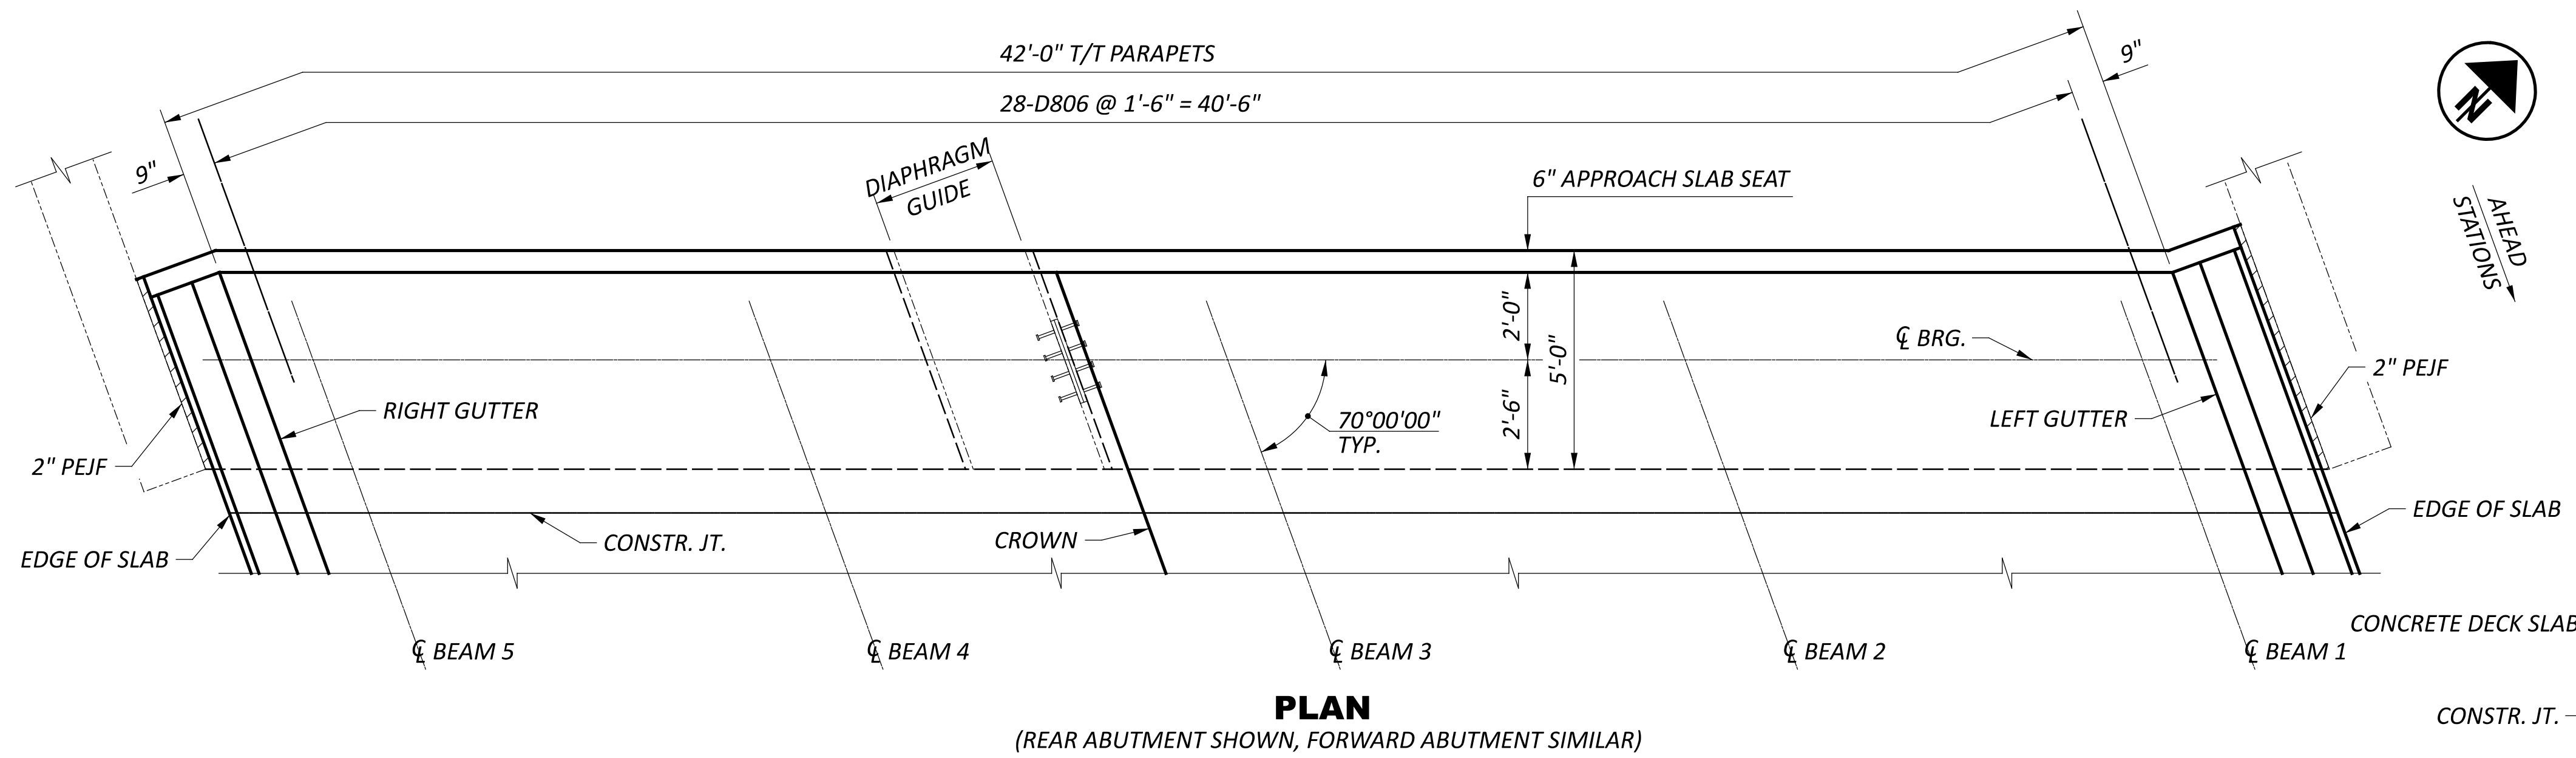 42'-0" T/T PARAPETS
9"
28-D806 @ 1'-6" = 40'-6"
N
9"
DIAPHRAGM
GUIDE
6" APPROACH SLAB SEAT
AHEAD
STATIONS
2'-0"
5'-0"
℄ BRG.
2" PEJF
RIGHT GUTTER
70°00'00"
TYP.
2'-6"
LEFT GUTTER
2" PEJF
EDGE OF SLAB
CONSTR. JT.
CROWN
EDGE OF SLAB
℄ BEAM 5
℄ BEAM 4
℄ BEAM 3
℄ BEAM 2
℄ BEAM 1
CONCRETE DECK SLAB
PLAN
(REAR ABUTMENT SHOWN, FORWARD ABUTMENT SIMILAR)
CONSTR. JT.